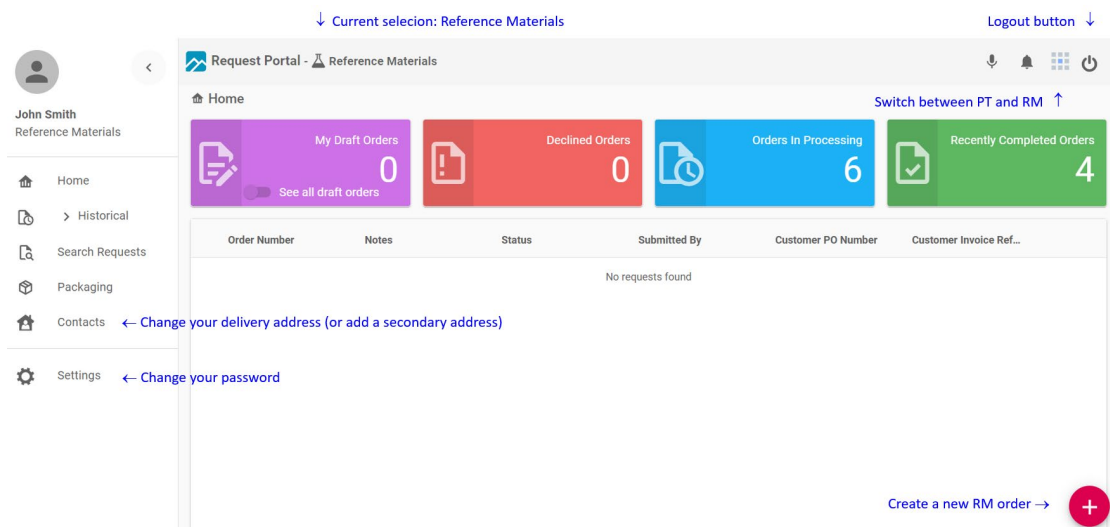 ↓ Current selecion: Reference Materials
Logout button ↓
Request Portal - Reference Materials
John Smith
Reference Materials
Home
Switch between PT and RM ↑
My Draft Orders
0
See all draft orders
Declined Orders
0
Orders In Processing
6
Recently Completed Orders
4
Home
Historical
Search Requests
Packaging
Contacts
← Change your delivery address (or add a secondary address)
Settings
← Change your password
Order Number Notes Status Submitted By Customer PO Number Customer Invoice Ref...
No requests found
Create a new RM order →